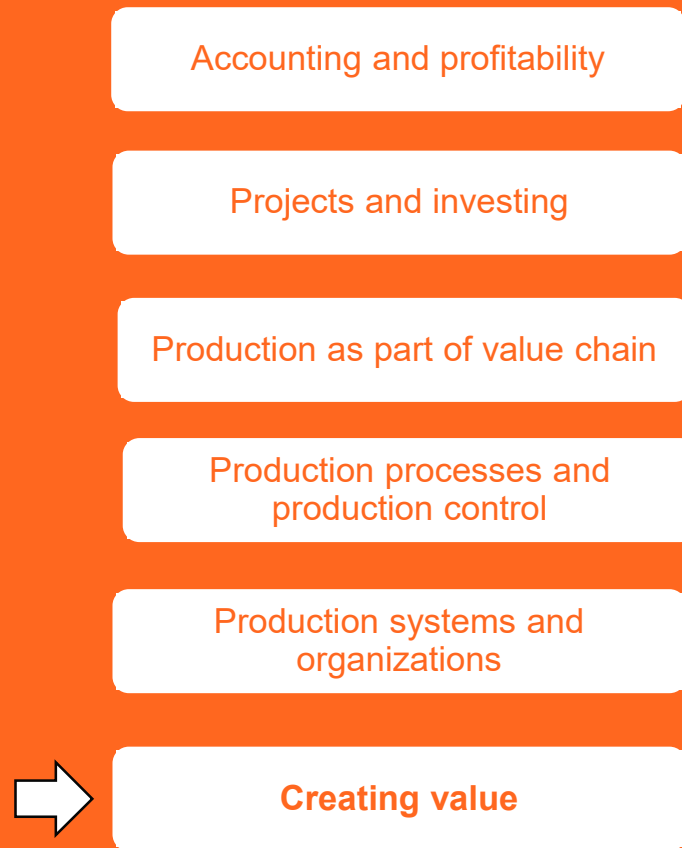 Accounting and profitability
Projects and investing
Production as part of value chain
Production processes and
production control
Production systems and
organizations
Creating value